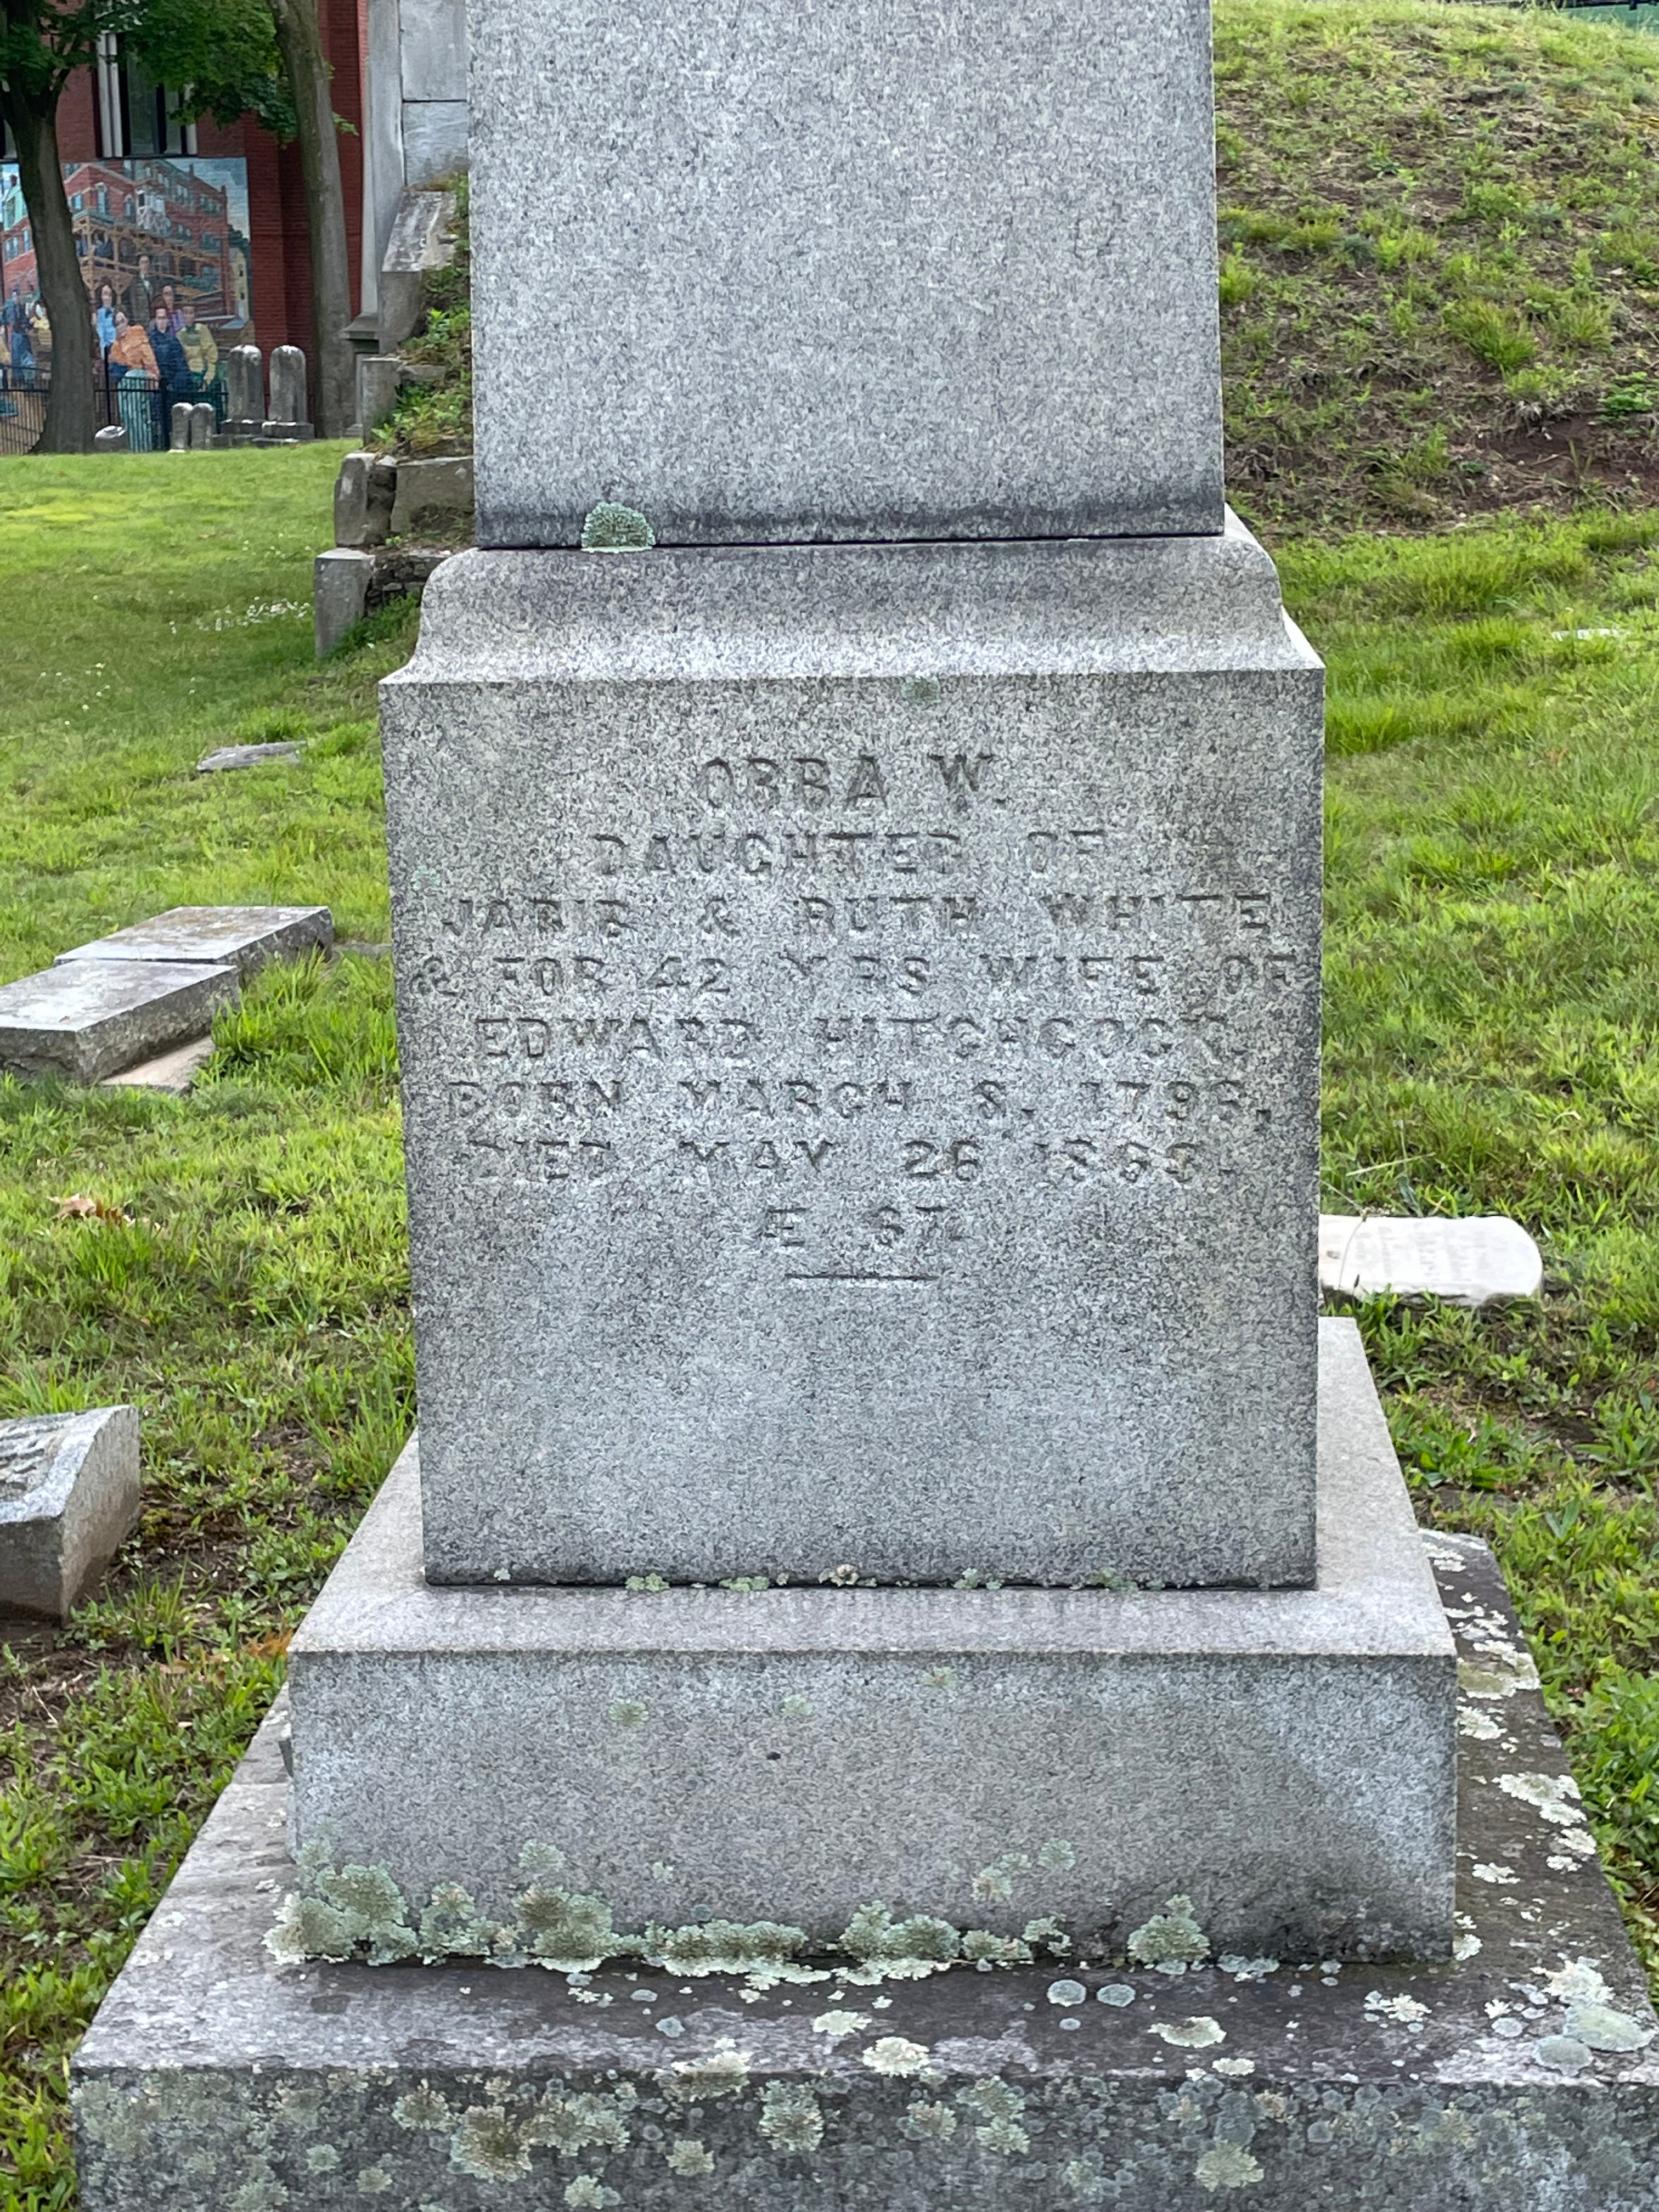 ORRA W.
DAUGHTER OF
JARIB & RUTH WHITE
& FOR 42 YRS WIFE OF
EDWARD HITCHCOCK.
BORN MARCH 8, 1796,
DIED MAY 26 1863.
Æ 67.